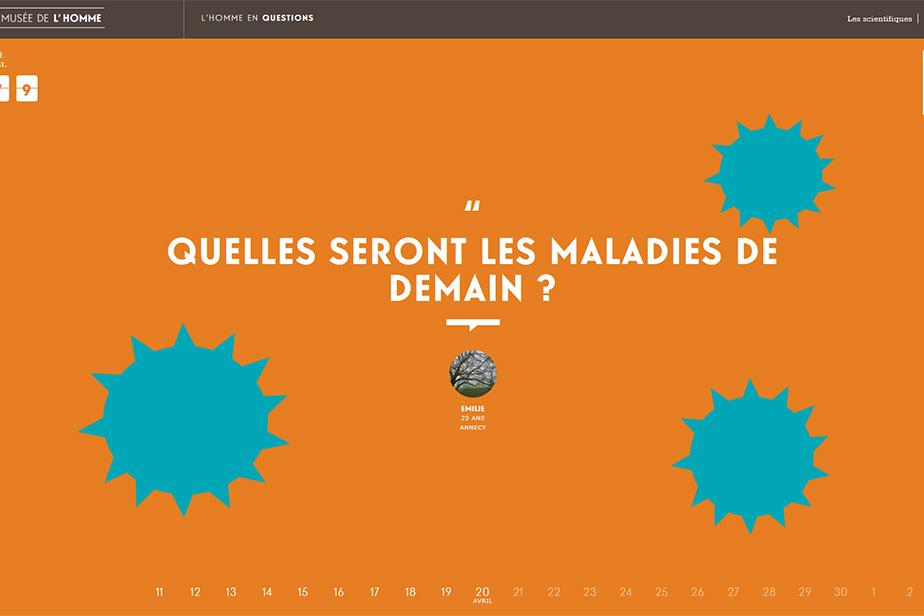 MUSÉE DE L'HOMME
L'HOMME EN QUESTIONS
Les scientifiques
9
“
QUELLES SERONT LES MALADIES DE
DEMAIN ?
EMILIE
25 ANS
ANNECY
11 12 13 14 15 16 17 18 19 20 21 22 23 24 25 26 27 28 29 30 1 2
AVRIL